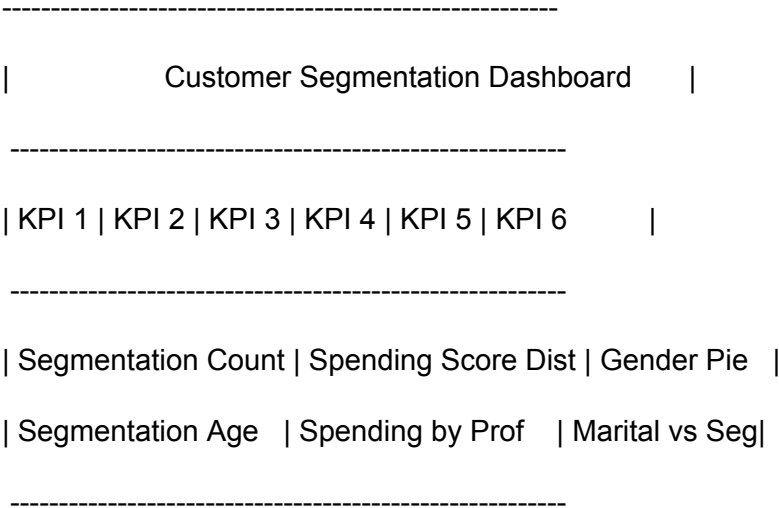 ---------------------------------------------------------
| Customer Segmentation Dashboard |
---------------------------------------------------------
| KPI 1 | KPI 2 | KPI 3 | KPI 4 | KPI 5 | KPI 6 |
---------------------------------------------------------
| Segmentation Count | Spending Score Dist | Gender Pie |
| Segmentation Age | Spending by Prof | Marital vs Seg|
---------------------------------------------------------